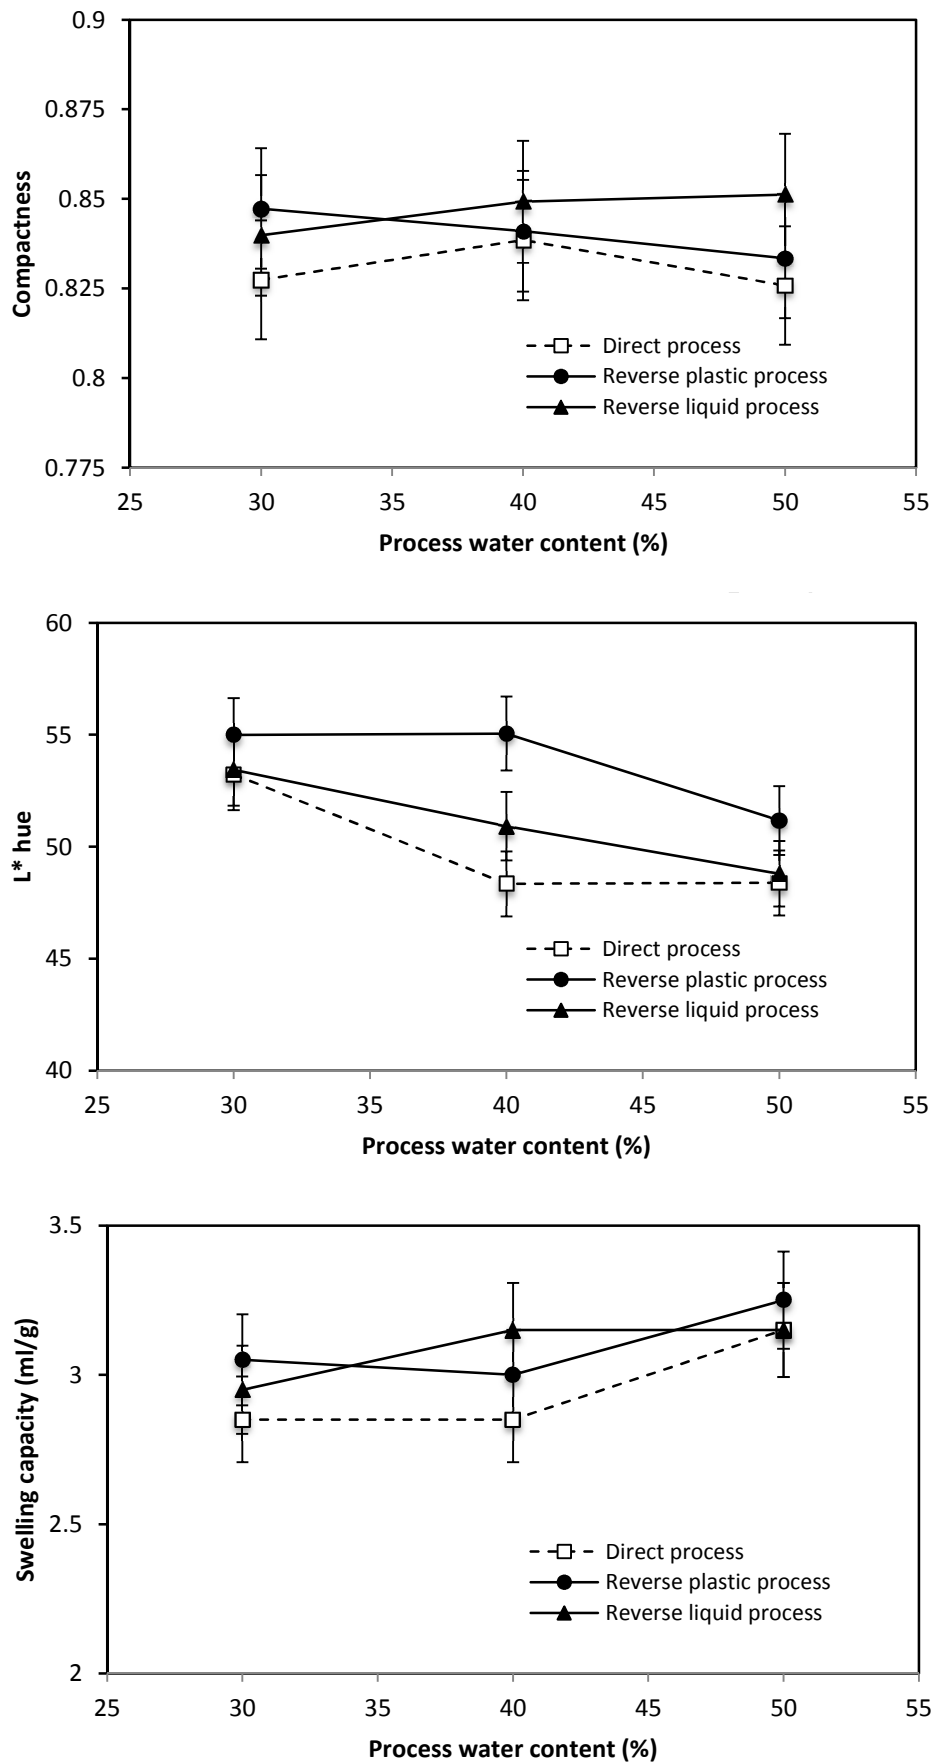 0.9
0.875
0.85
0.825
0.8
0.775
Compactness
Direct process
Reverse plastic process
Reverse liquid process
25 30 35 40 45 50 55
Process water content (%)
60
55
50
45
40
L* hue
Direct process
Reverse plastic process
Reverse liquid process
25 30 35 40 45 50 55
Process water content (%)
3.5
3
2.5
2
Swelling capacity (ml/g)
Direct process
Reverse plastic process
Reverse liquid process
25 30 35 40 45 50 55
Process water content (%)